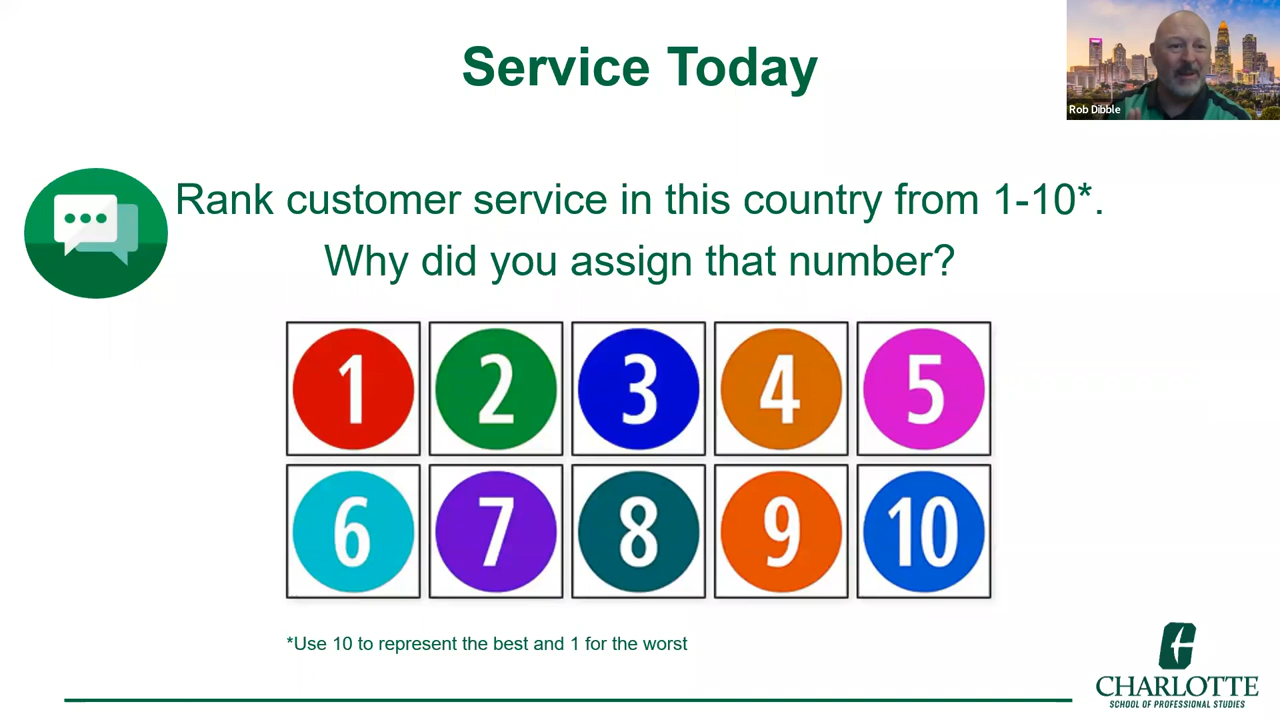 Service Today
Rob Dibble
Rank customer service in this country from 1-10*.
Why did you assign that number?
1 2 3 4 5
6 7 8 9 10
*Use 10 to represent the best and 1 for the worst
CHARLOTTE
SCHOOL OF PROFESSIONAL STUDIES